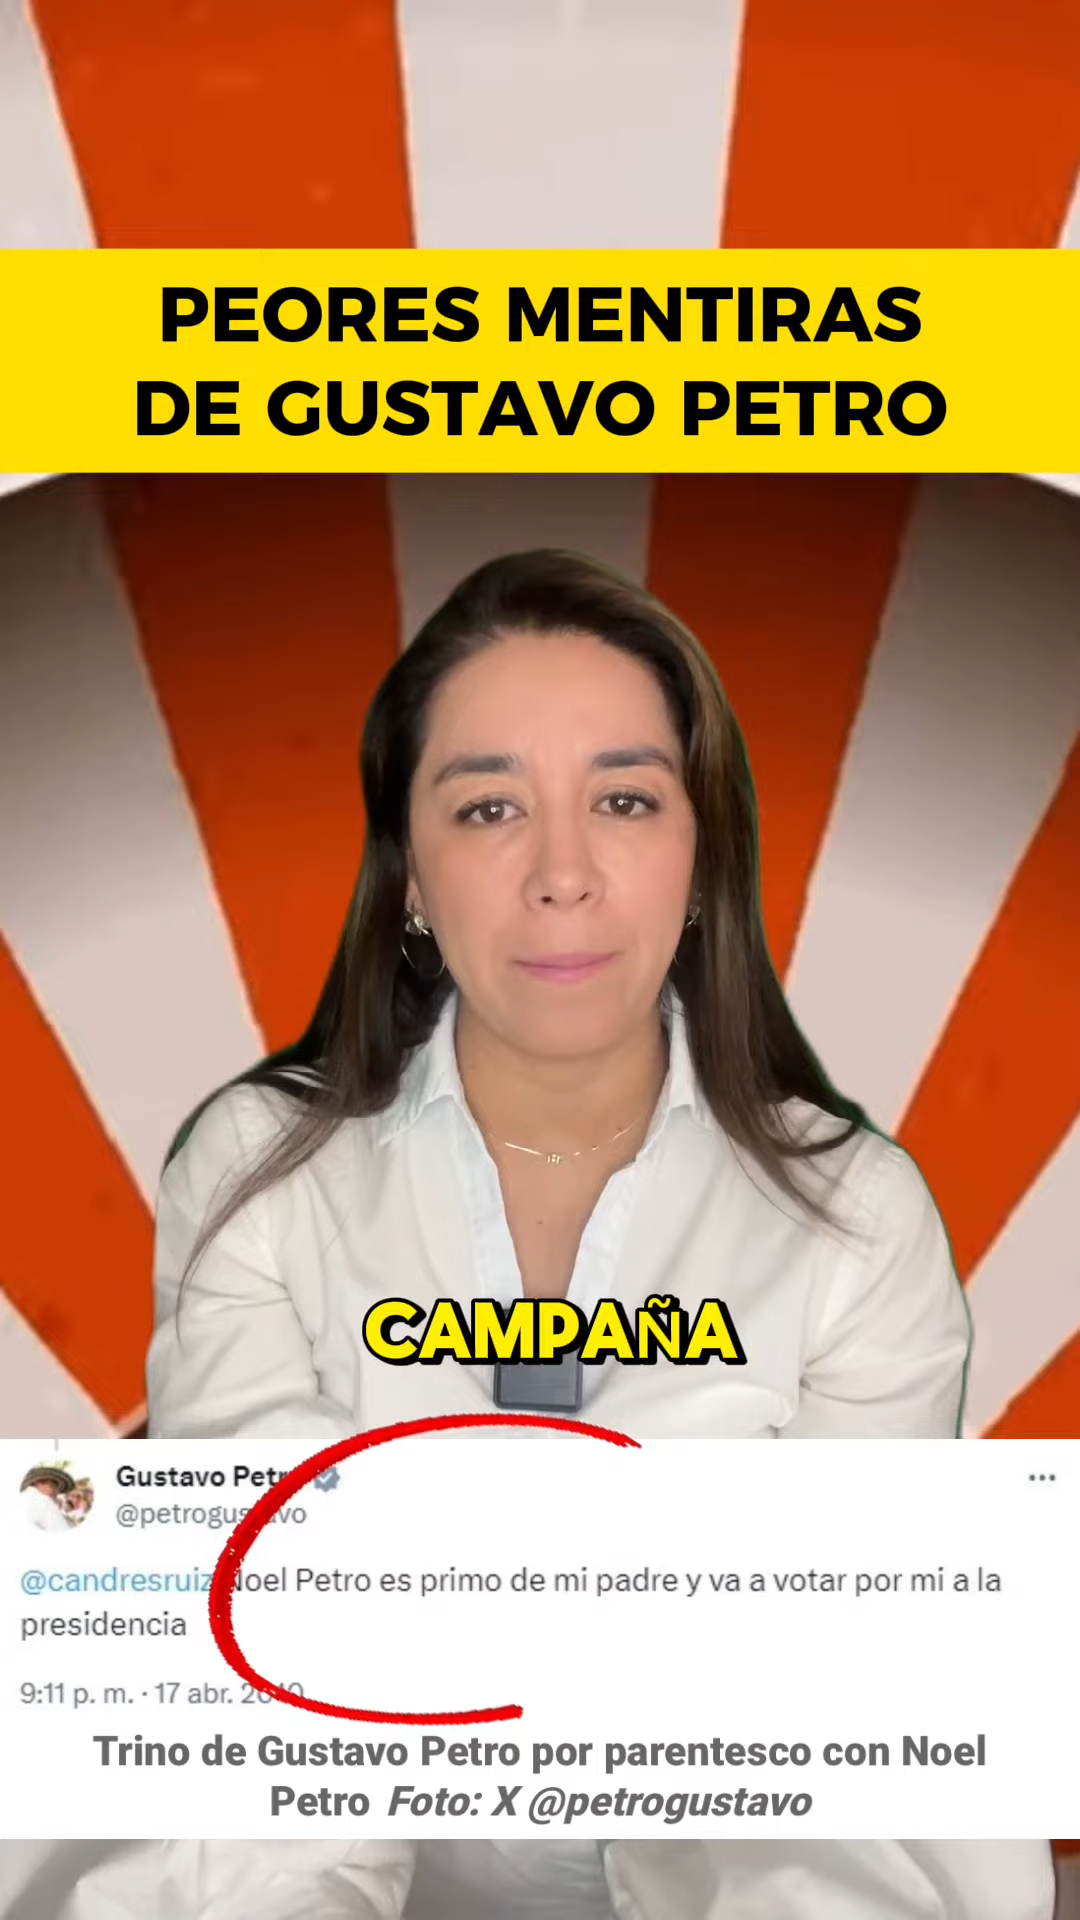 PEORES MENTIRAS
DE GUSTAVO PETRO
CAMPAÑA
Gustavo Petro
@petrogustavo
@candresruiz Noel Petro es primo de mi padre y va a votar por mi a la
presidencia
9:11 p. m. · 17 abr. 2010
Trino de Gustavo Petro por parentesco con Noel
Petro Foto: X @petrogustavo